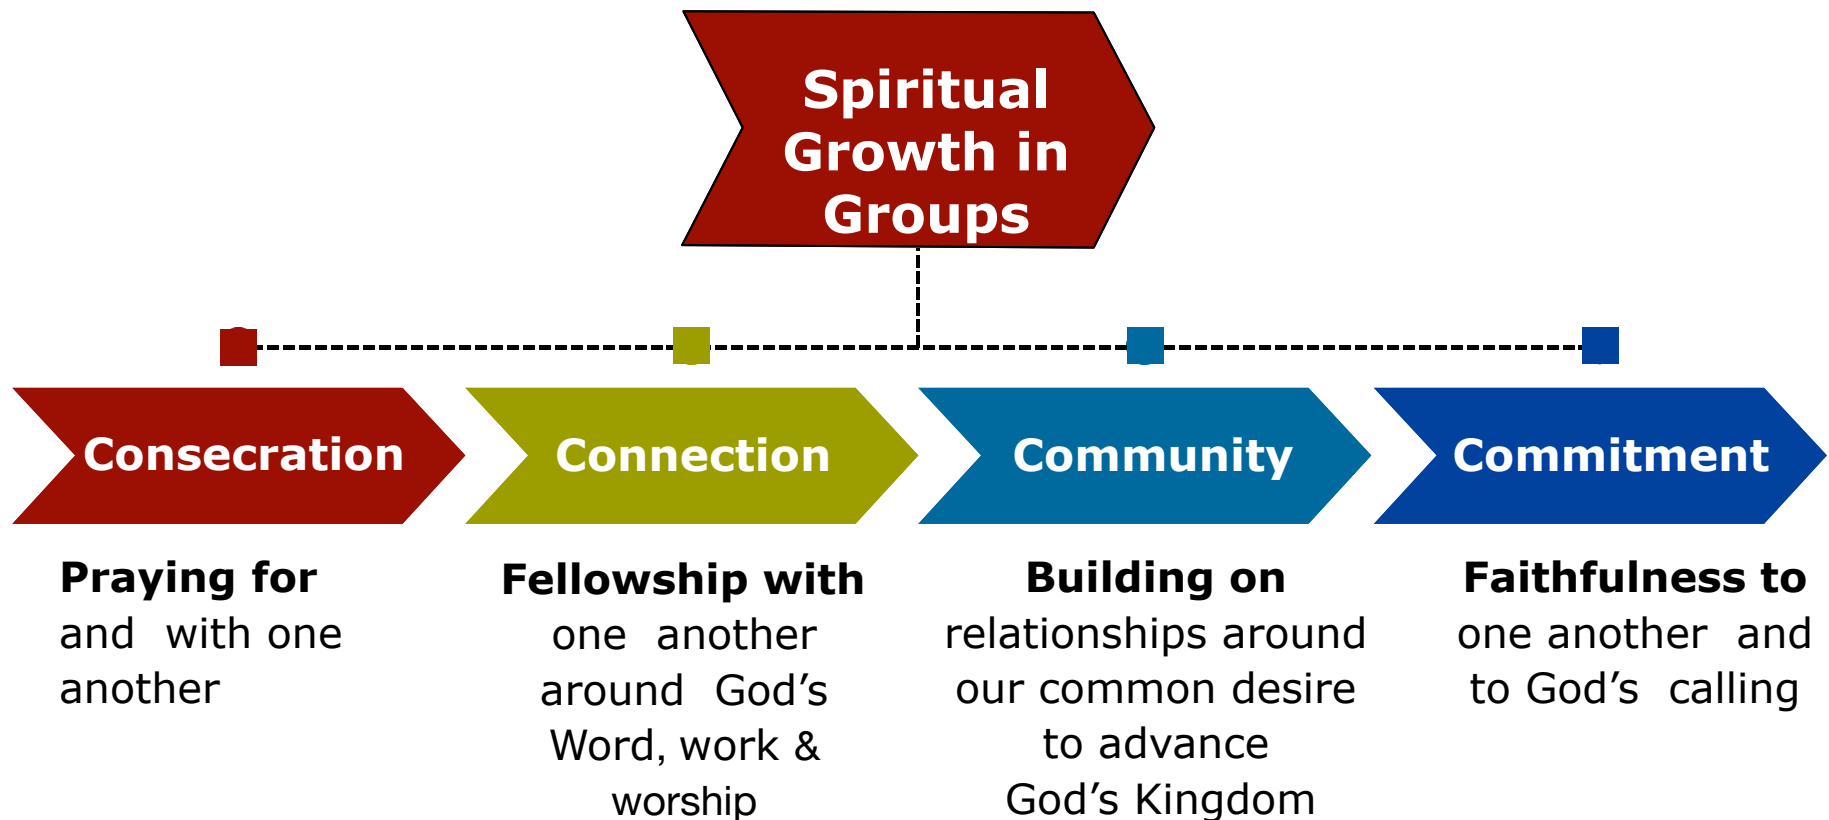 Spiritual
Growth in
Groups
Consecration
Connection
Community
Commitment
Praying for
and with one
another
Fellowship with
one another
around God’s
Word, work &
worship
Building on
relationships around
our common desire
to advance
God’s Kingdom
Faithfulness to
one another and
to God’s calling